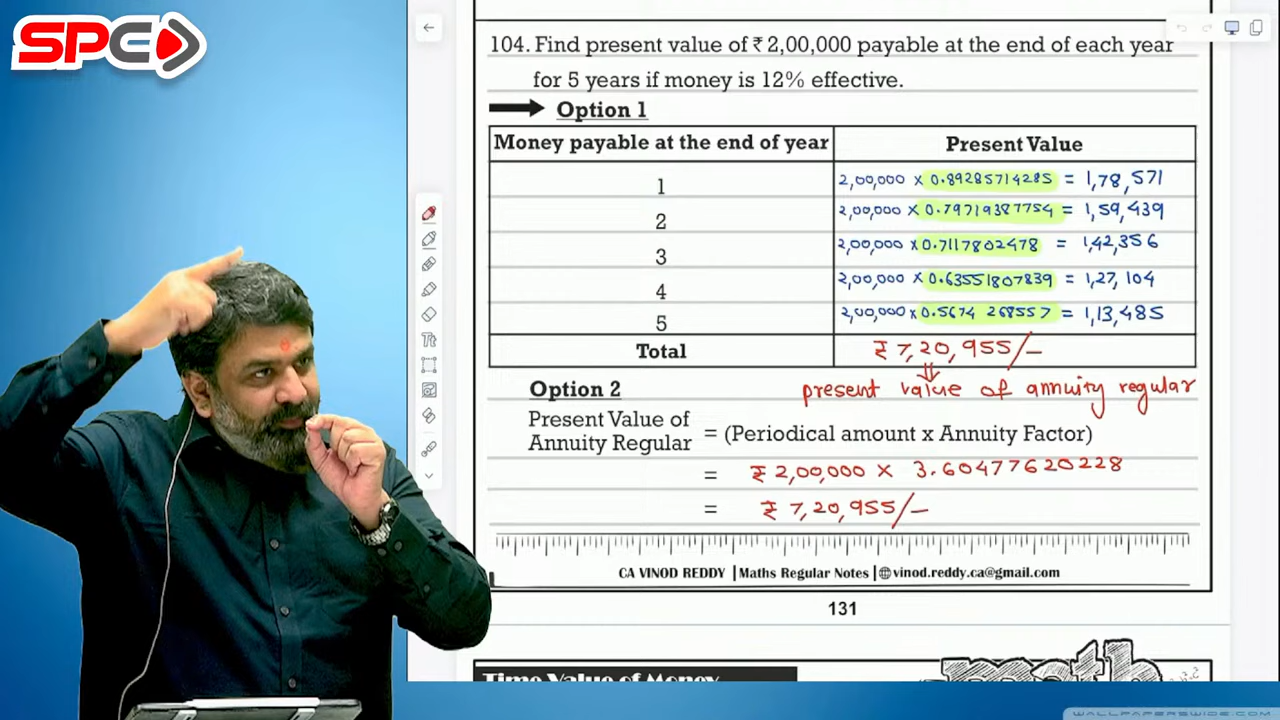 SPC
104. Find present value of ₹ 2,00,000 payable at the end of each year
for 5 years if money is 12% effective.
Option 1
Money payable at the end of year Present Value
1 2,00,000 × 0.89285714285 = 1,78,571
2 2,00,000 × 0.79719387754 = 1,59,439
3 2,00,000 × 0.7117802478 = 1,42,356
4 2,00,000 × 0.63551807839 = 1,27,104
5 2,00,000 × 0.5674 268557 = 1,13,485
Total ₹ 7,20,955/–
⇓
Option 2 present value of annuity regular
Present Value of
Annuity Regular = (Periodical amount x Annuity Factor)
= ₹ 2,00,000 × 3.60477620228
= ₹ 7,20,955/–
CA VINOD REDDY | Maths Regular Notes | vinod.reddy.ca@gmail.com
131
math
Time Value of Money
WALLPAPERSWIDE.COM